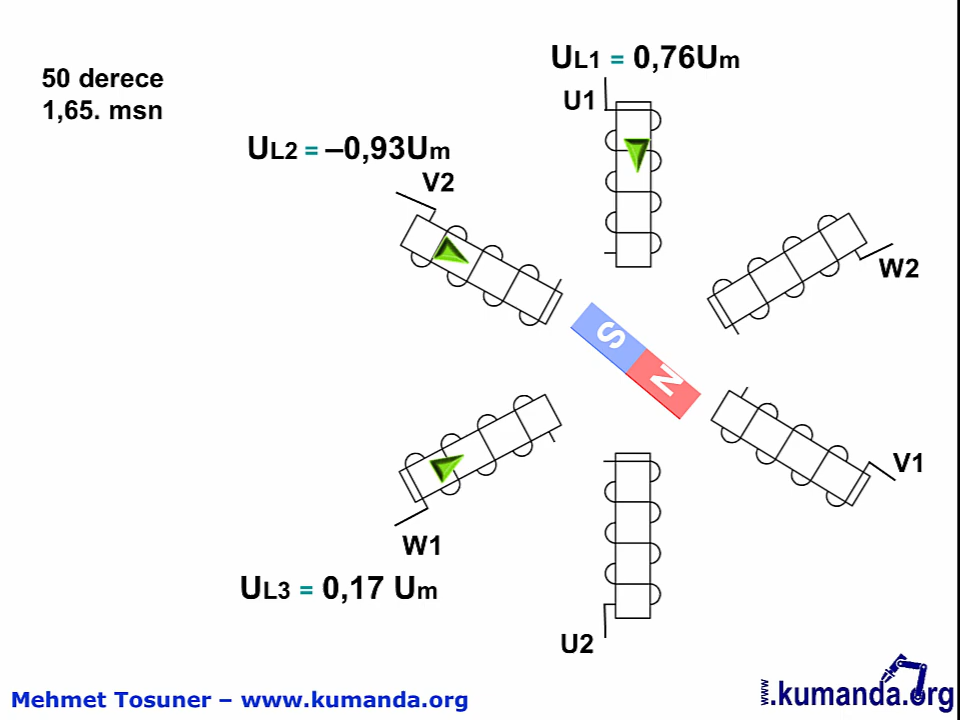 50 derece
1,65. msn
UL1 = 0,76Um
U1
UL2 = –0,93Um
V2
W2
S
N
V1
W1
UL3 = 0,17 Um
U2
Mehmet Tosuner – www.kumanda.org
www.kumanda.org